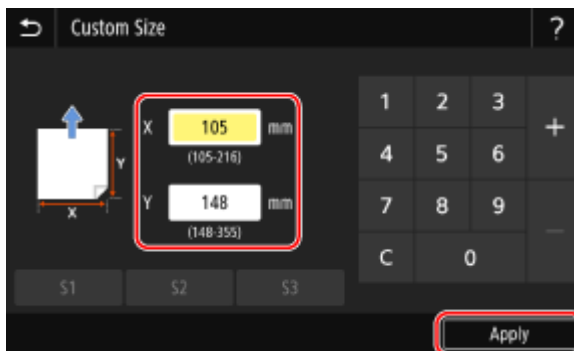 Custom Size ?
X 105 mm
(105-216)
Y 148 mm
(148-355)
Y
X
S1 S2 S3
1 2 3 +
4 5 6
7 8 9 −
C 0
Apply